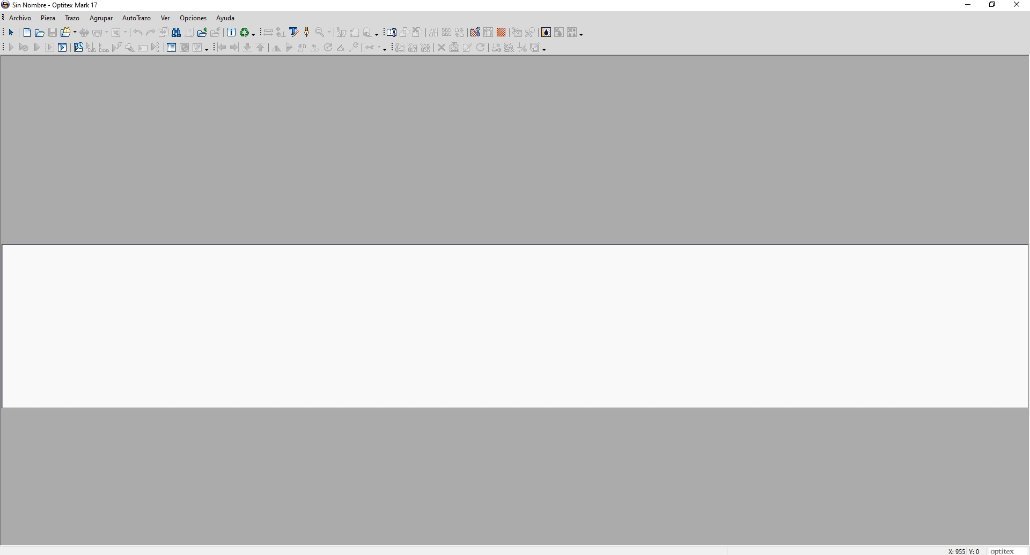 Sin Nombre - Optitex Mark 17
Archivo Pieza Trazo Agrupar AutoTrazo Ver Opciones Ayuda
X: 955 Y: 0 optitex